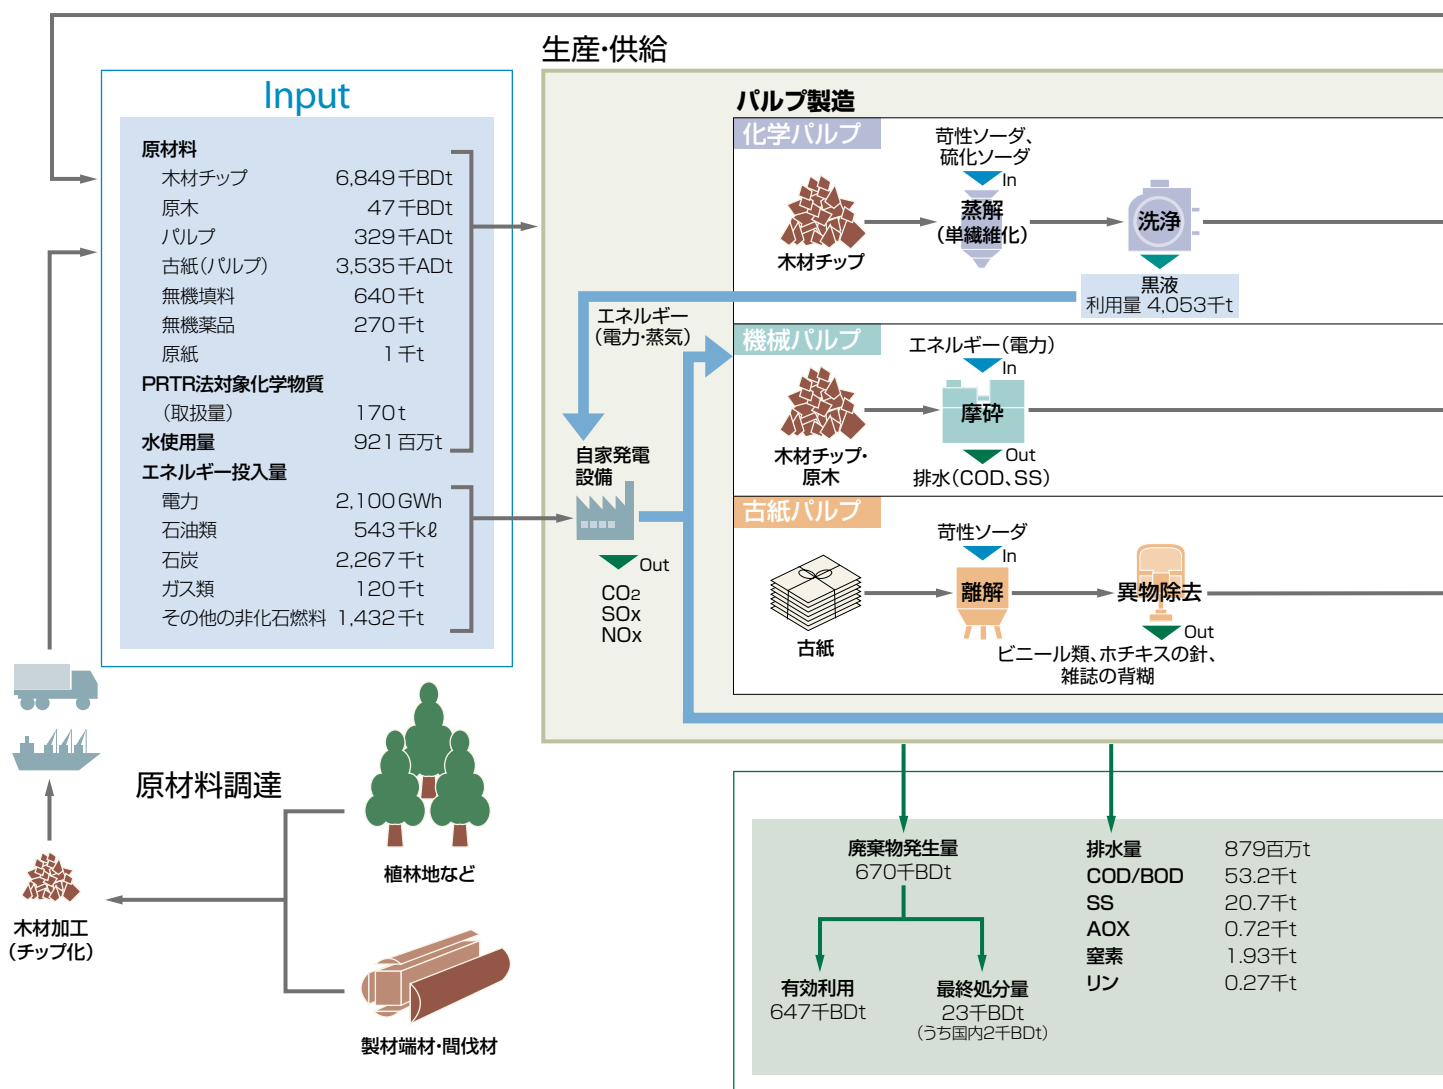 生産・供給
Input
原材料
木材チップ 6,849千BDt
原木 47千BDt
パルプ 329千ADt
古紙(パルプ) 3,535千ADt
無機填料 640千t
無機薬品 270千t
原紙 1千t
PRTR法対象化学物質
(取扱量) 170t
水使用量 921百万t
エネルギー投入量
電力 2,100GWh
石油類 543千kℓ
石炭 2,267千t
ガス類 120千t
その他の非化石燃料 1,432千t
パルプ製造
化学パルプ
木材チップ
苛性ソーダ、
硫化ソーダ
In
蒸解
(単繊維化)
洗浄
黒液
利用量 4,053千t
エネルギー
(電力・蒸気)
機械パルプ
木材チップ・
原木
エネルギー(電力)
In
摩砕
Out
排水(COD、SS)
自家発電
設備
Out
CO2
SOx
NOx
古紙パルプ
古紙
苛性ソーダ
In
離解
異物除去
Out
ビニール類、ホチキスの針、
雑誌の背糊
原材料調達
植林地など
製材端材・間伐材
木材加工
(チップ化)
廃棄物発生量
670千BDt
有効利用
647千BDt
最終処分量
23千BDt
(うち国内2千BDt)
排水量 879百万t
COD/BOD 53.2千t
SS 20.7千t
AOX 0.72千t
窒素 1.93千t
リン 0.27千t